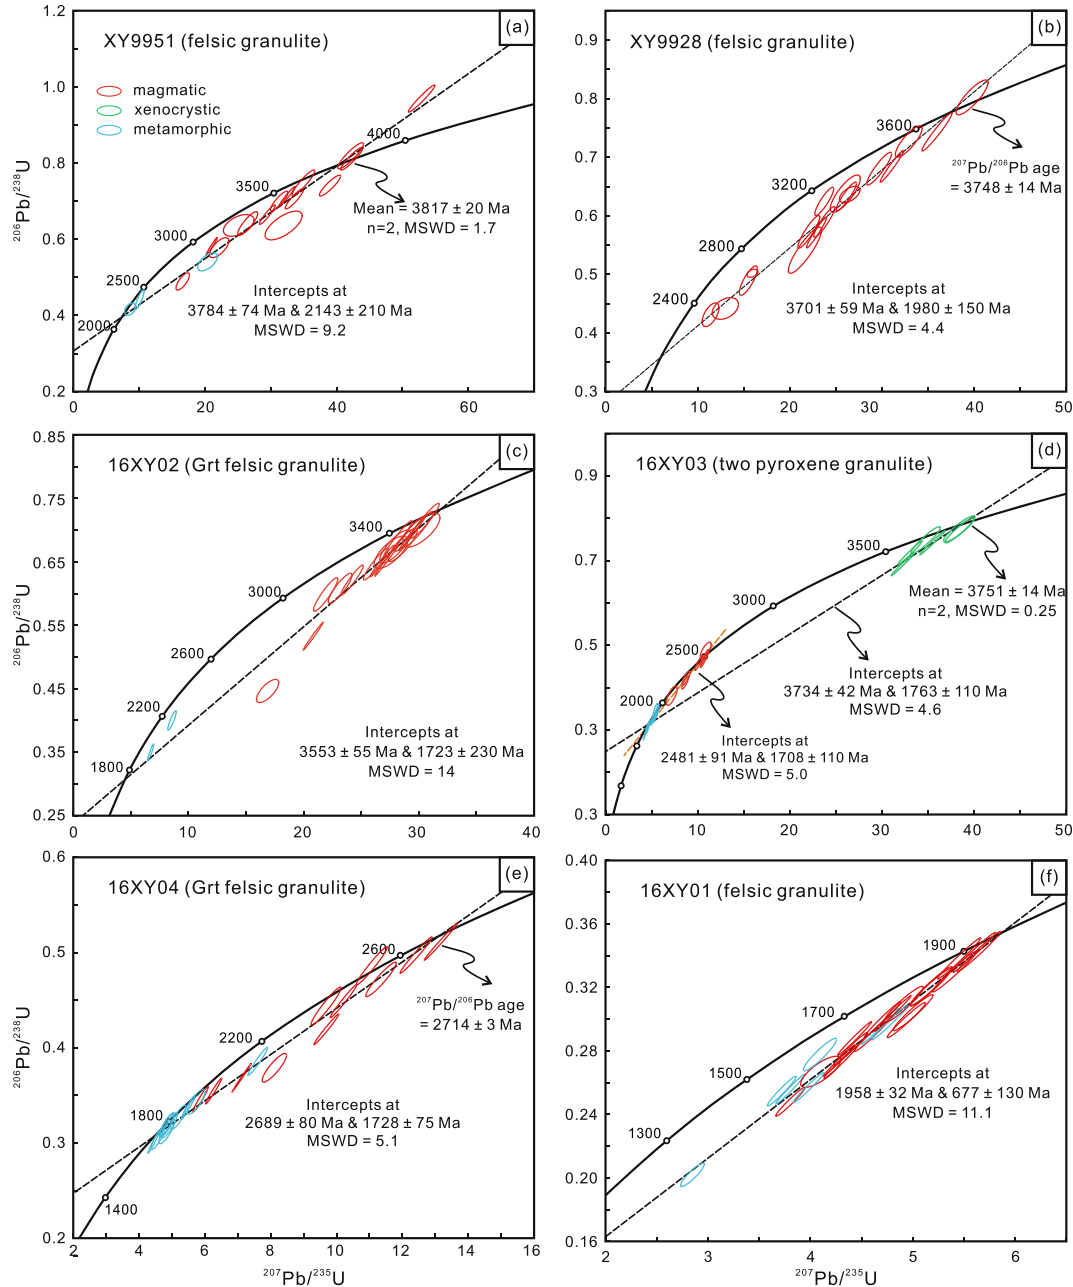 (a)
XY9951 (felsic granulite)
magmatic
xenocrystic
metamorphic
4000
3500
3000
2500
2000
Mean = 3817 ± 20 Ma
n=2, MSWD = 1.7
Intercepts at
3784 ± 74 Ma & 2143 ± 210 Ma
MSWD = 9.2
1.2
1.0
0.8
0.6
0.4
0.2
0 20 40 60
206Pb/238U
(b)
XY9928 (felsic granulite)
3600
3200
2800
2400
207Pb/206Pb age
= 3748 ± 14 Ma
Intercepts at
3701 ± 59 Ma & 1980 ± 150 Ma
MSWD = 4.4
0.9
0.8
0.7
0.6
0.5
0.4
0.3
0 10 20 30 40 50
(c)
16XY02 (Grt felsic granulite)
3400
3000
2600
2200
1800
Intercepts at
3553 ± 55 Ma & 1723 ± 230 Ma
MSWD = 14
0.85
0.75
0.65
0.55
0.45
0.35
0.25
0 10 20 30 40
206Pb/238U
(d)
16XY03 (two pyroxene granulite)
3500
3000
2500
2000
Mean = 3751 ± 14 Ma
n=2, MSWD = 0.25
Intercepts at
3734 ± 42 Ma & 1763 ± 110 Ma
MSWD = 4.6
Intercepts at
2481 ± 91 Ma & 1708 ± 110 Ma
MSWD = 5.0
0.9
0.7
0.5
0.3
0.3
0 10 20 30 40 50
206Pb/238U
(e)
16XY04 (Grt felsic granulite)
2600
2200
1800
1400
207Pb/206Pb age
= 2714 ± 3 Ma
Intercepts at
2689 ± 80 Ma & 1728 ± 75 Ma
MSWD = 5.1
0.6
0.5
0.4
0.3
0.2
2 4 6 8 10 12 14 16
206Pb/238U
207Pb/235U
(f)
16XY01 (felsic granulite)
1900
1700
1500
1300
Intercepts at
1958 ± 32 Ma & 677 ± 130 Ma
MSWD = 11.1
0.40
0.36
0.32
0.28
0.24
0.20
0.16
2 3 4 5 6
207Pb/235U